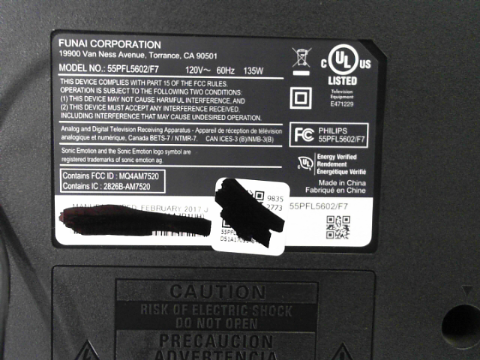 FUNAI CORPORATION
19900 Van Ness Avenue, Torrance, CA 90501
MODEL NO.: 55PFL5602/F7 120V~ 60Hz 135W
THIS DEVICE COMPLIES WITH PART 15 OF THE FCC RULES.
OPERATION IS SUBJECT TO THE FOLLOWING TWO CONDITIONS:
(1) THIS DEVICE MAY NOT CAUSE HARMFUL INTERFERENCE, AND
(2) THIS DEVICE MUST ACCEPT ANY INTERFERENCE RECEIVED,
INCLUDING INTERFERENCE THAT MAY CAUSE UNDESIRED OPERATION.
Analog and Digital Television Receiving Apparatus - Appareil de réception de télévision
analogique et numérique, Canada BETS-7 / NTMR-7. CAN ICES-3 (B)/NMB-3(B)
Sonic Emotion and the Sonic Emotion logo symbol are
registered trademarks of sonic emotion ag.
Contains FCC ID : MQ4AM7520
Contains IC : 2826B-AM7520
C UL US
LISTED
Television
Equipment
E471229
FC PHILIPS
55PFL5602/F7
Energy Verified
Rendement
Énergétique Vérifié
Made in China
Fabriqué en Chine
FEBRUARY 2017
9835
2773
55PFL5602/F7
CAUTION
RISK OF ELECTRIC SHOCK
DO NOT OPEN
PRECAUCION
ADVERTENCIA